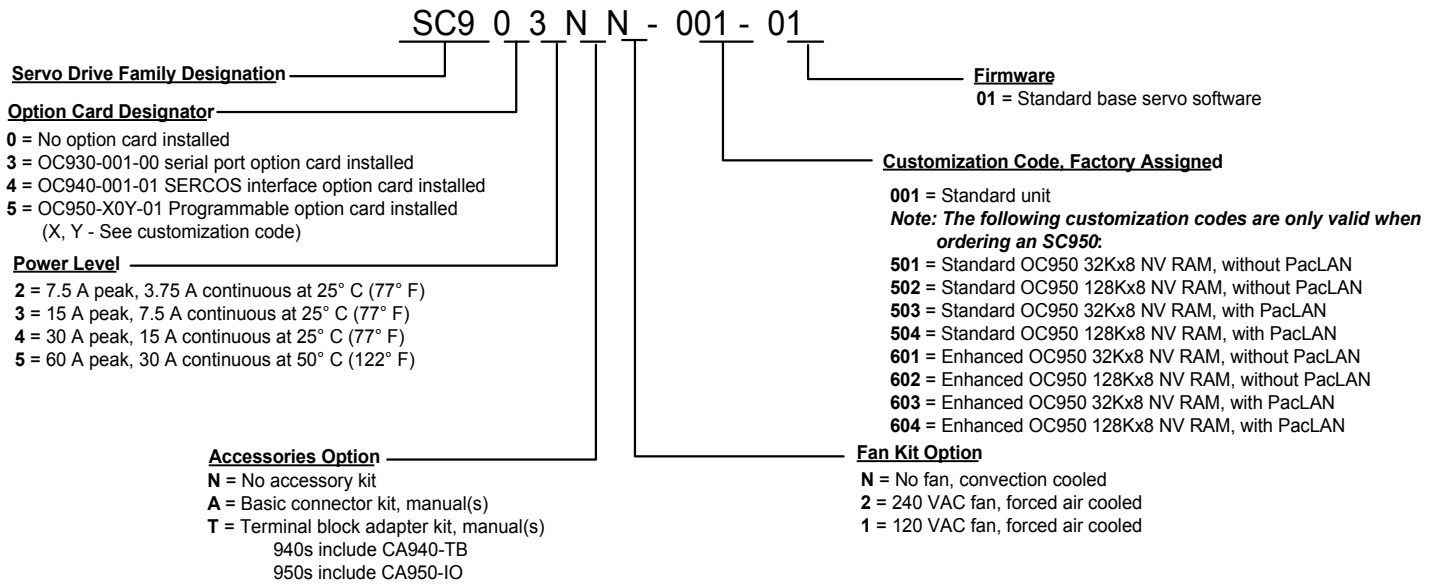 SC9 0 3 N N - 001 - 01
Servo Drive Family Designation
Option Card Designator
0 = No option card installed
3 = OC930-001-00 serial port option card installed
4 = OC940-001-01 SERCOS interface option card installed
5 = OC950-X0Y-01 Programmable option card installed
(X, Y - See customization code)
Power Level
2 = 7.5 A peak, 3.75 A continuous at 25° C (77° F)
3 = 15 A peak, 7.5 A continuous at 25° C (77° F)
4 = 30 A peak, 15 A continuous at 25° C (77° F)
5 = 60 A peak, 30 A continuous at 50° C (122° F)
Accessories Option
N = No accessory kit
A = Basic connector kit, manual(s)
T = Terminal block adapter kit, manual(s)
940s include CA940-TB
950s include CA950-IO
Firmware
01 = Standard base servo software
Customization Code, Factory Assigned
001 = Standard unit
Note: The following customization codes are only valid when
ordering an SC950:
501 = Standard OC950 32Kx8 NV RAM, without PacLAN
502 = Standard OC950 128Kx8 NV RAM, without PacLAN
503 = Standard OC950 32Kx8 NV RAM, with PacLAN
504 = Standard OC950 128Kx8 NV RAM, with PacLAN
601 = Enhanced OC950 32Kx8 NV RAM, without PacLAN
602 = Enhanced OC950 128Kx8 NV RAM, without PacLAN
603 = Enhanced OC950 32Kx8 NV RAM, with PacLAN
604 = Enhanced OC950 128Kx8 NV RAM, with PacLAN
Fan Kit Option
N = No fan, convection cooled
2 = 240 VAC fan, forced air cooled
1 = 120 VAC fan, forced air cooled